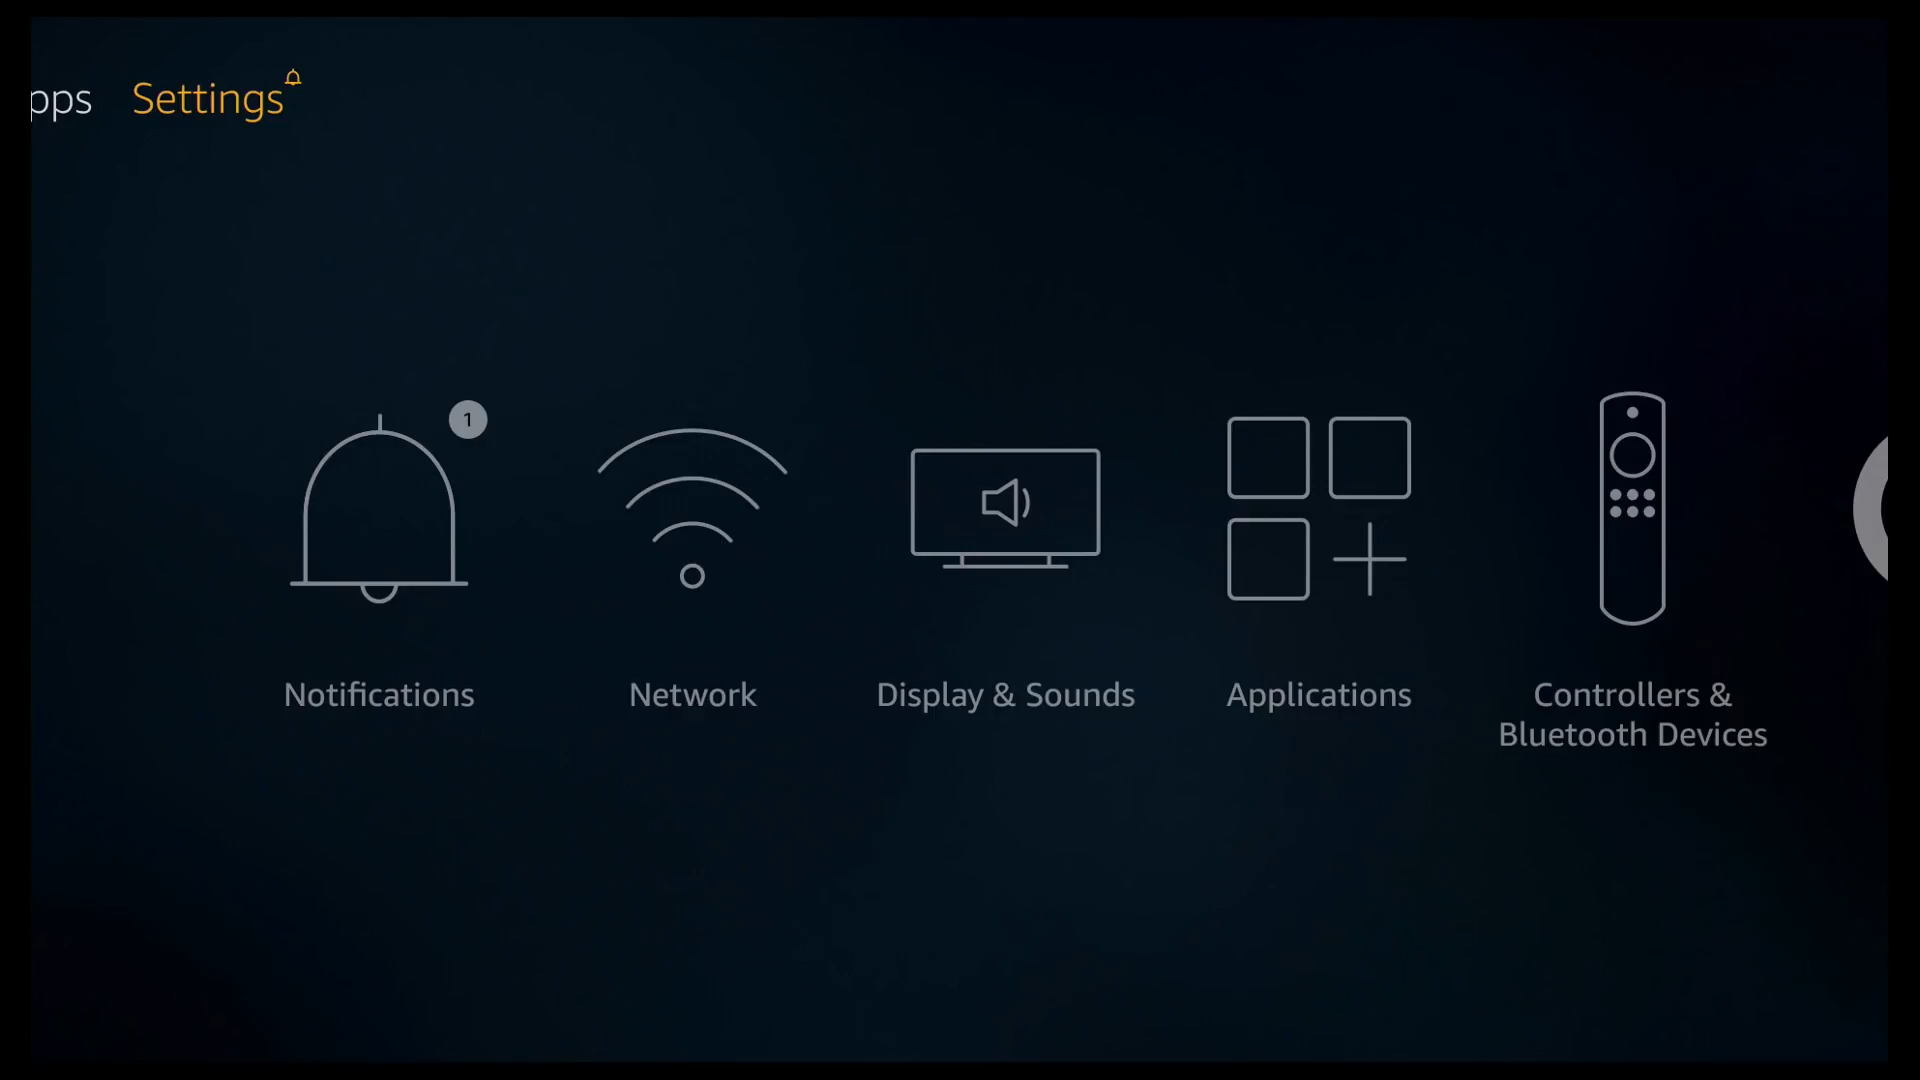 pps Settings
1
Notifications Network Display & Sounds Applications Controllers &
Bluetooth Devices